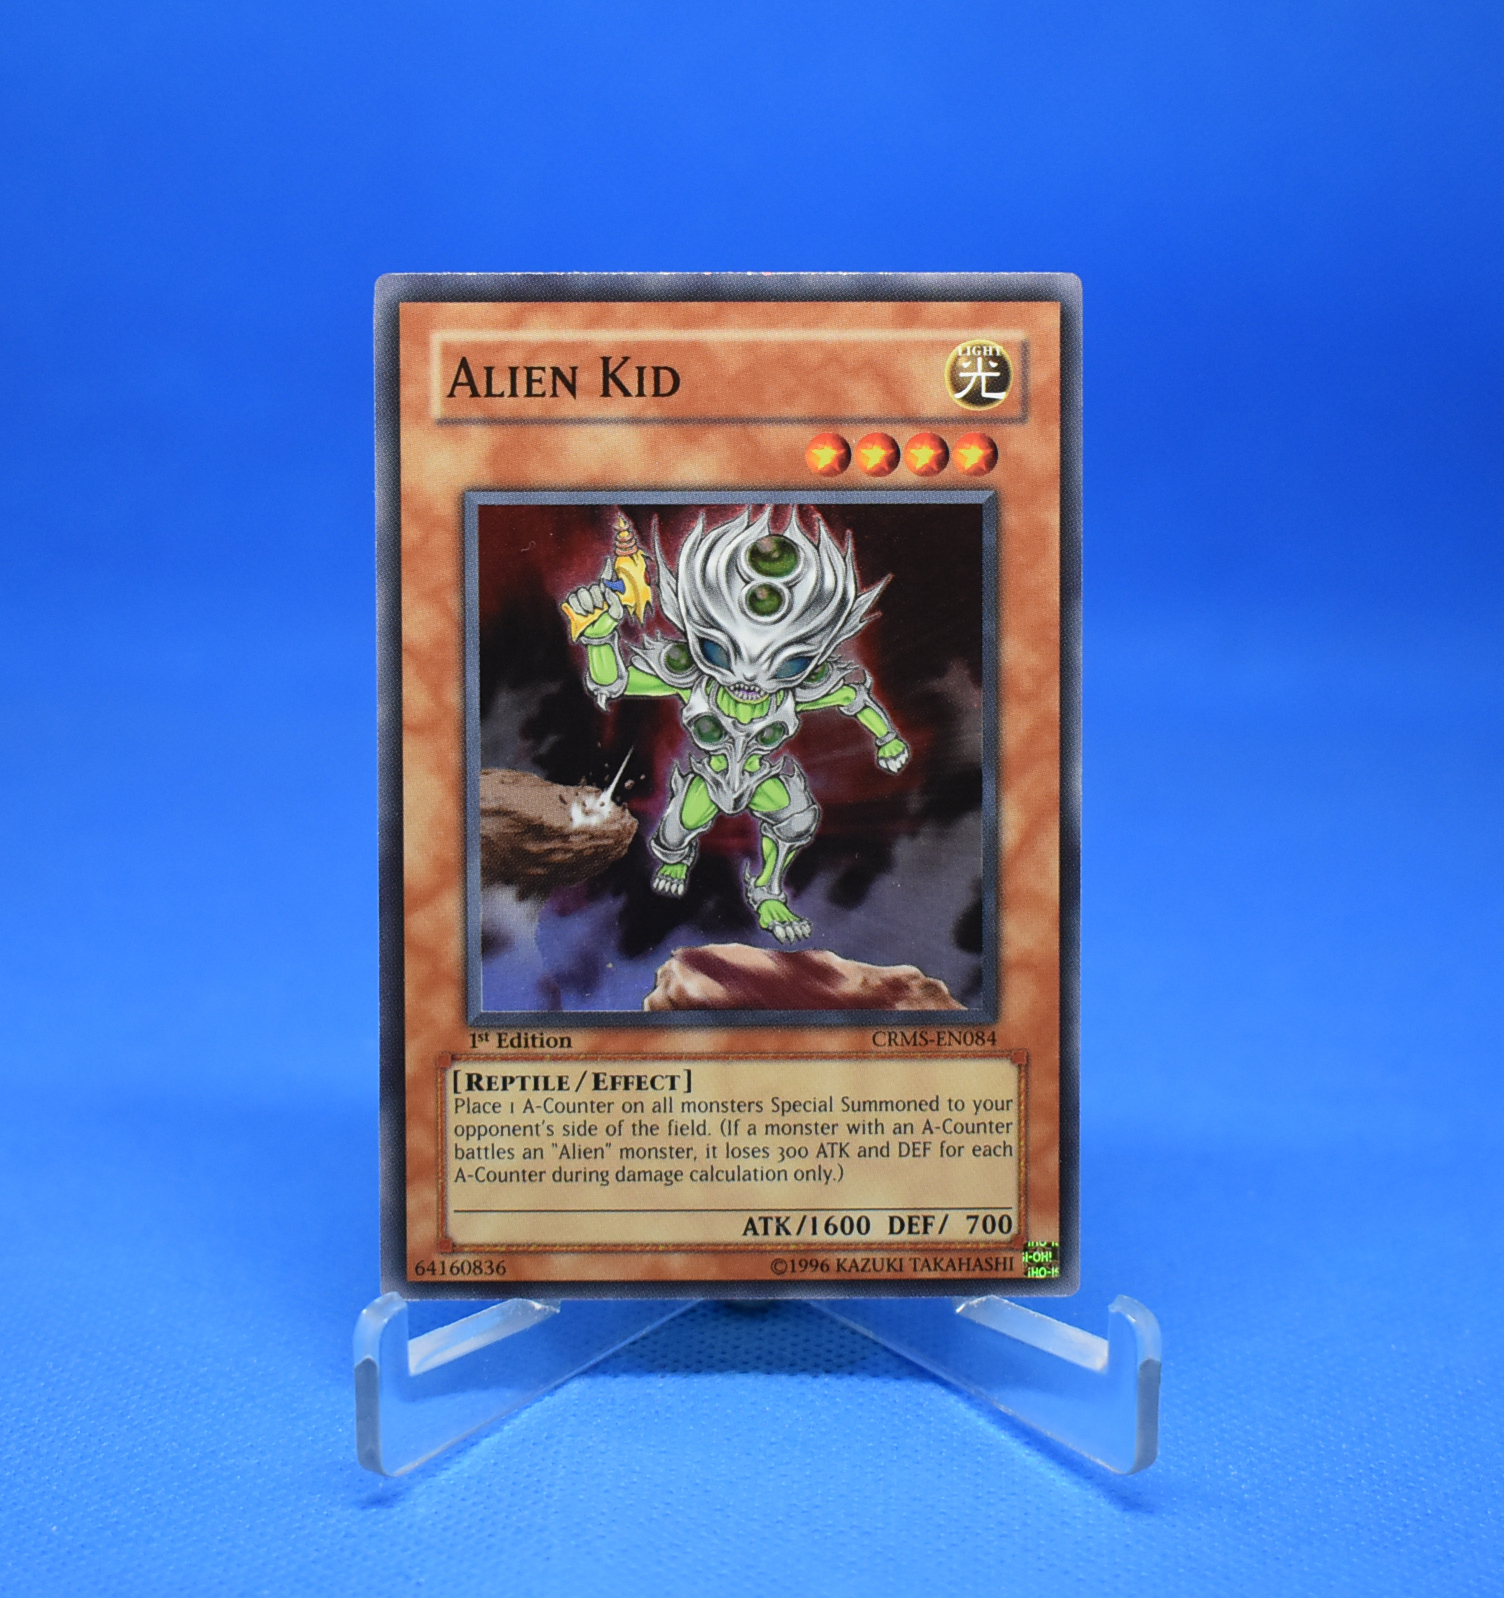 Alien Kid
LIGHT
光
1st Edition
CRMS-EN084
[Reptile/Effect]
Place 1 A-Counter on all monsters Special Summoned to your
opponent's side of the field. (If a monster with an A-Counter
battles an "Alien" monster, it loses 300 ATK and DEF for each
A-Counter during damage calculation only.)
ATK/1600 DEF/ 700
64160836
©1996 KAZUKI TAKAHASHI